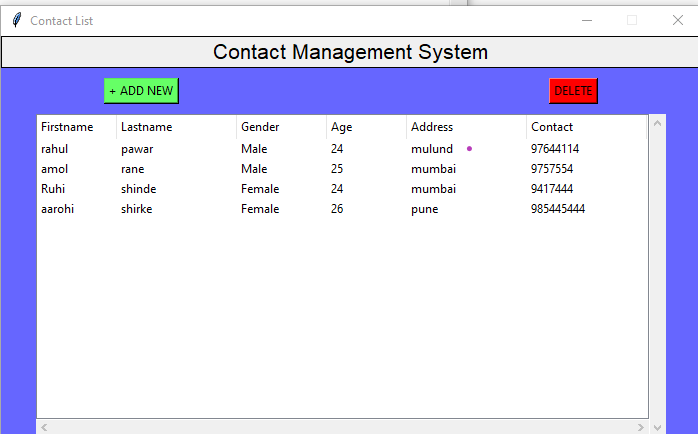 Contact List
Contact Management System
+ ADD NEW DELETE
Firstname Lastname Gender Age Address Contact
rahul pawar Male 24 mulund 97644114
amol rane Male 25 mumbai 9757554
Ruhi shinde Female 24 mumbai 9417444
aarohi shirke Female 26 pune 985445444